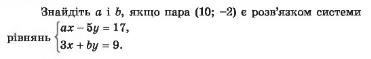 Знайдіть a і b, якщо пара (10; −2) є розв'язком системи
рівнянь { ax − 5y = 17,
3x + by = 9.